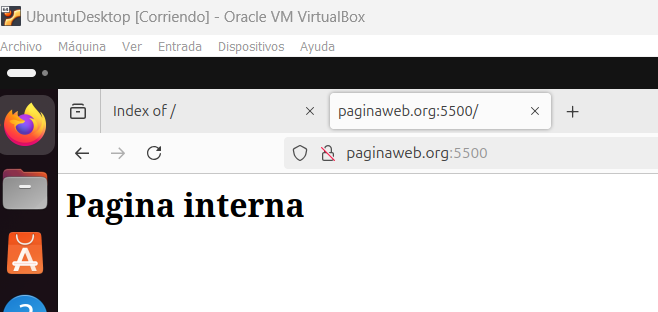 UbuntuDesktop [Corriendo] - Oracle VM VirtualBox
Archivo Máquina Ver Entrada Dispositivos Ayuda
Index of / paginaweb.org:5500/
paginaweb.org:5500
Pagina interna